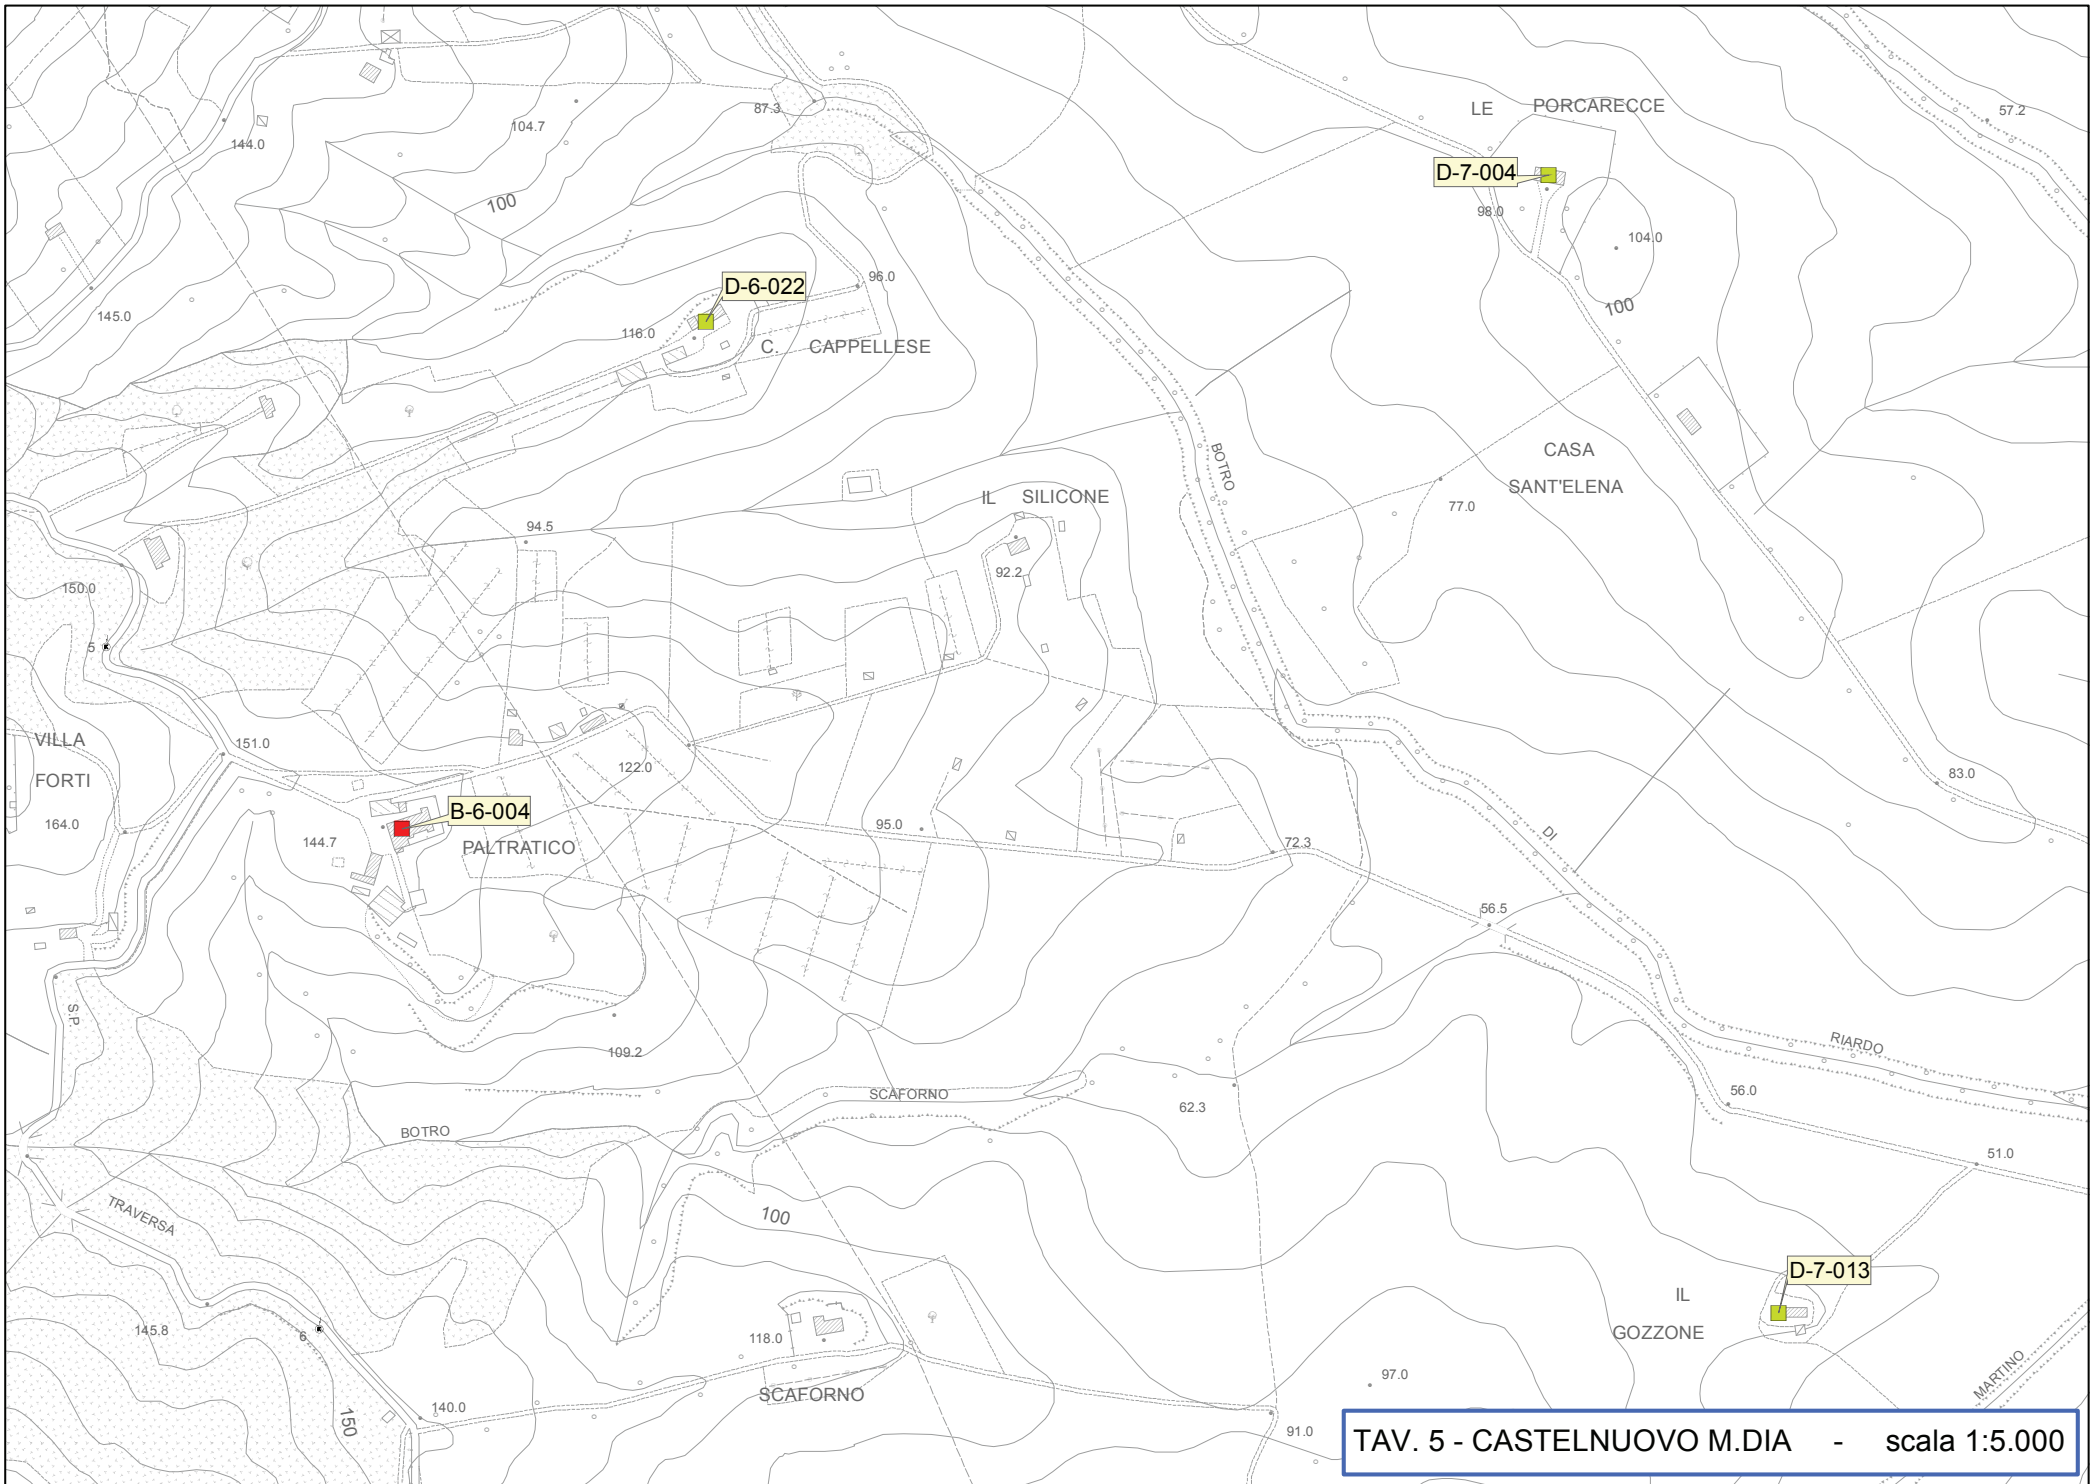 LE PORCARECCE
57.2
87.3
104.7
144.0
D-7-004
100
98.0
104.0
D-6-022
96.0
145.0
100
116.0
C. CAPPELLESE
BOTRO
CASA
SANT'ELENA
IL SILICONE
77.0
94.5
92.2
150.0
5
VILLA
FORTI
151.0
122.0
83.0
B-6-004
164.0
144.7
PALTRATICO
95.0
72.3
DI
56.5
S.P.
RIARDO
109.2
SCAFORNO
56.0
62.3
BOTRO
51.0
TRAVERSA
100
D-7-013
IL
GOZZONE
145.8
6
118.0
MARTINO
SCAFORNO
97.0
140.0
150
91.0
TAV. 5 - CASTELNUOVO M.DIA - scala 1:5.000